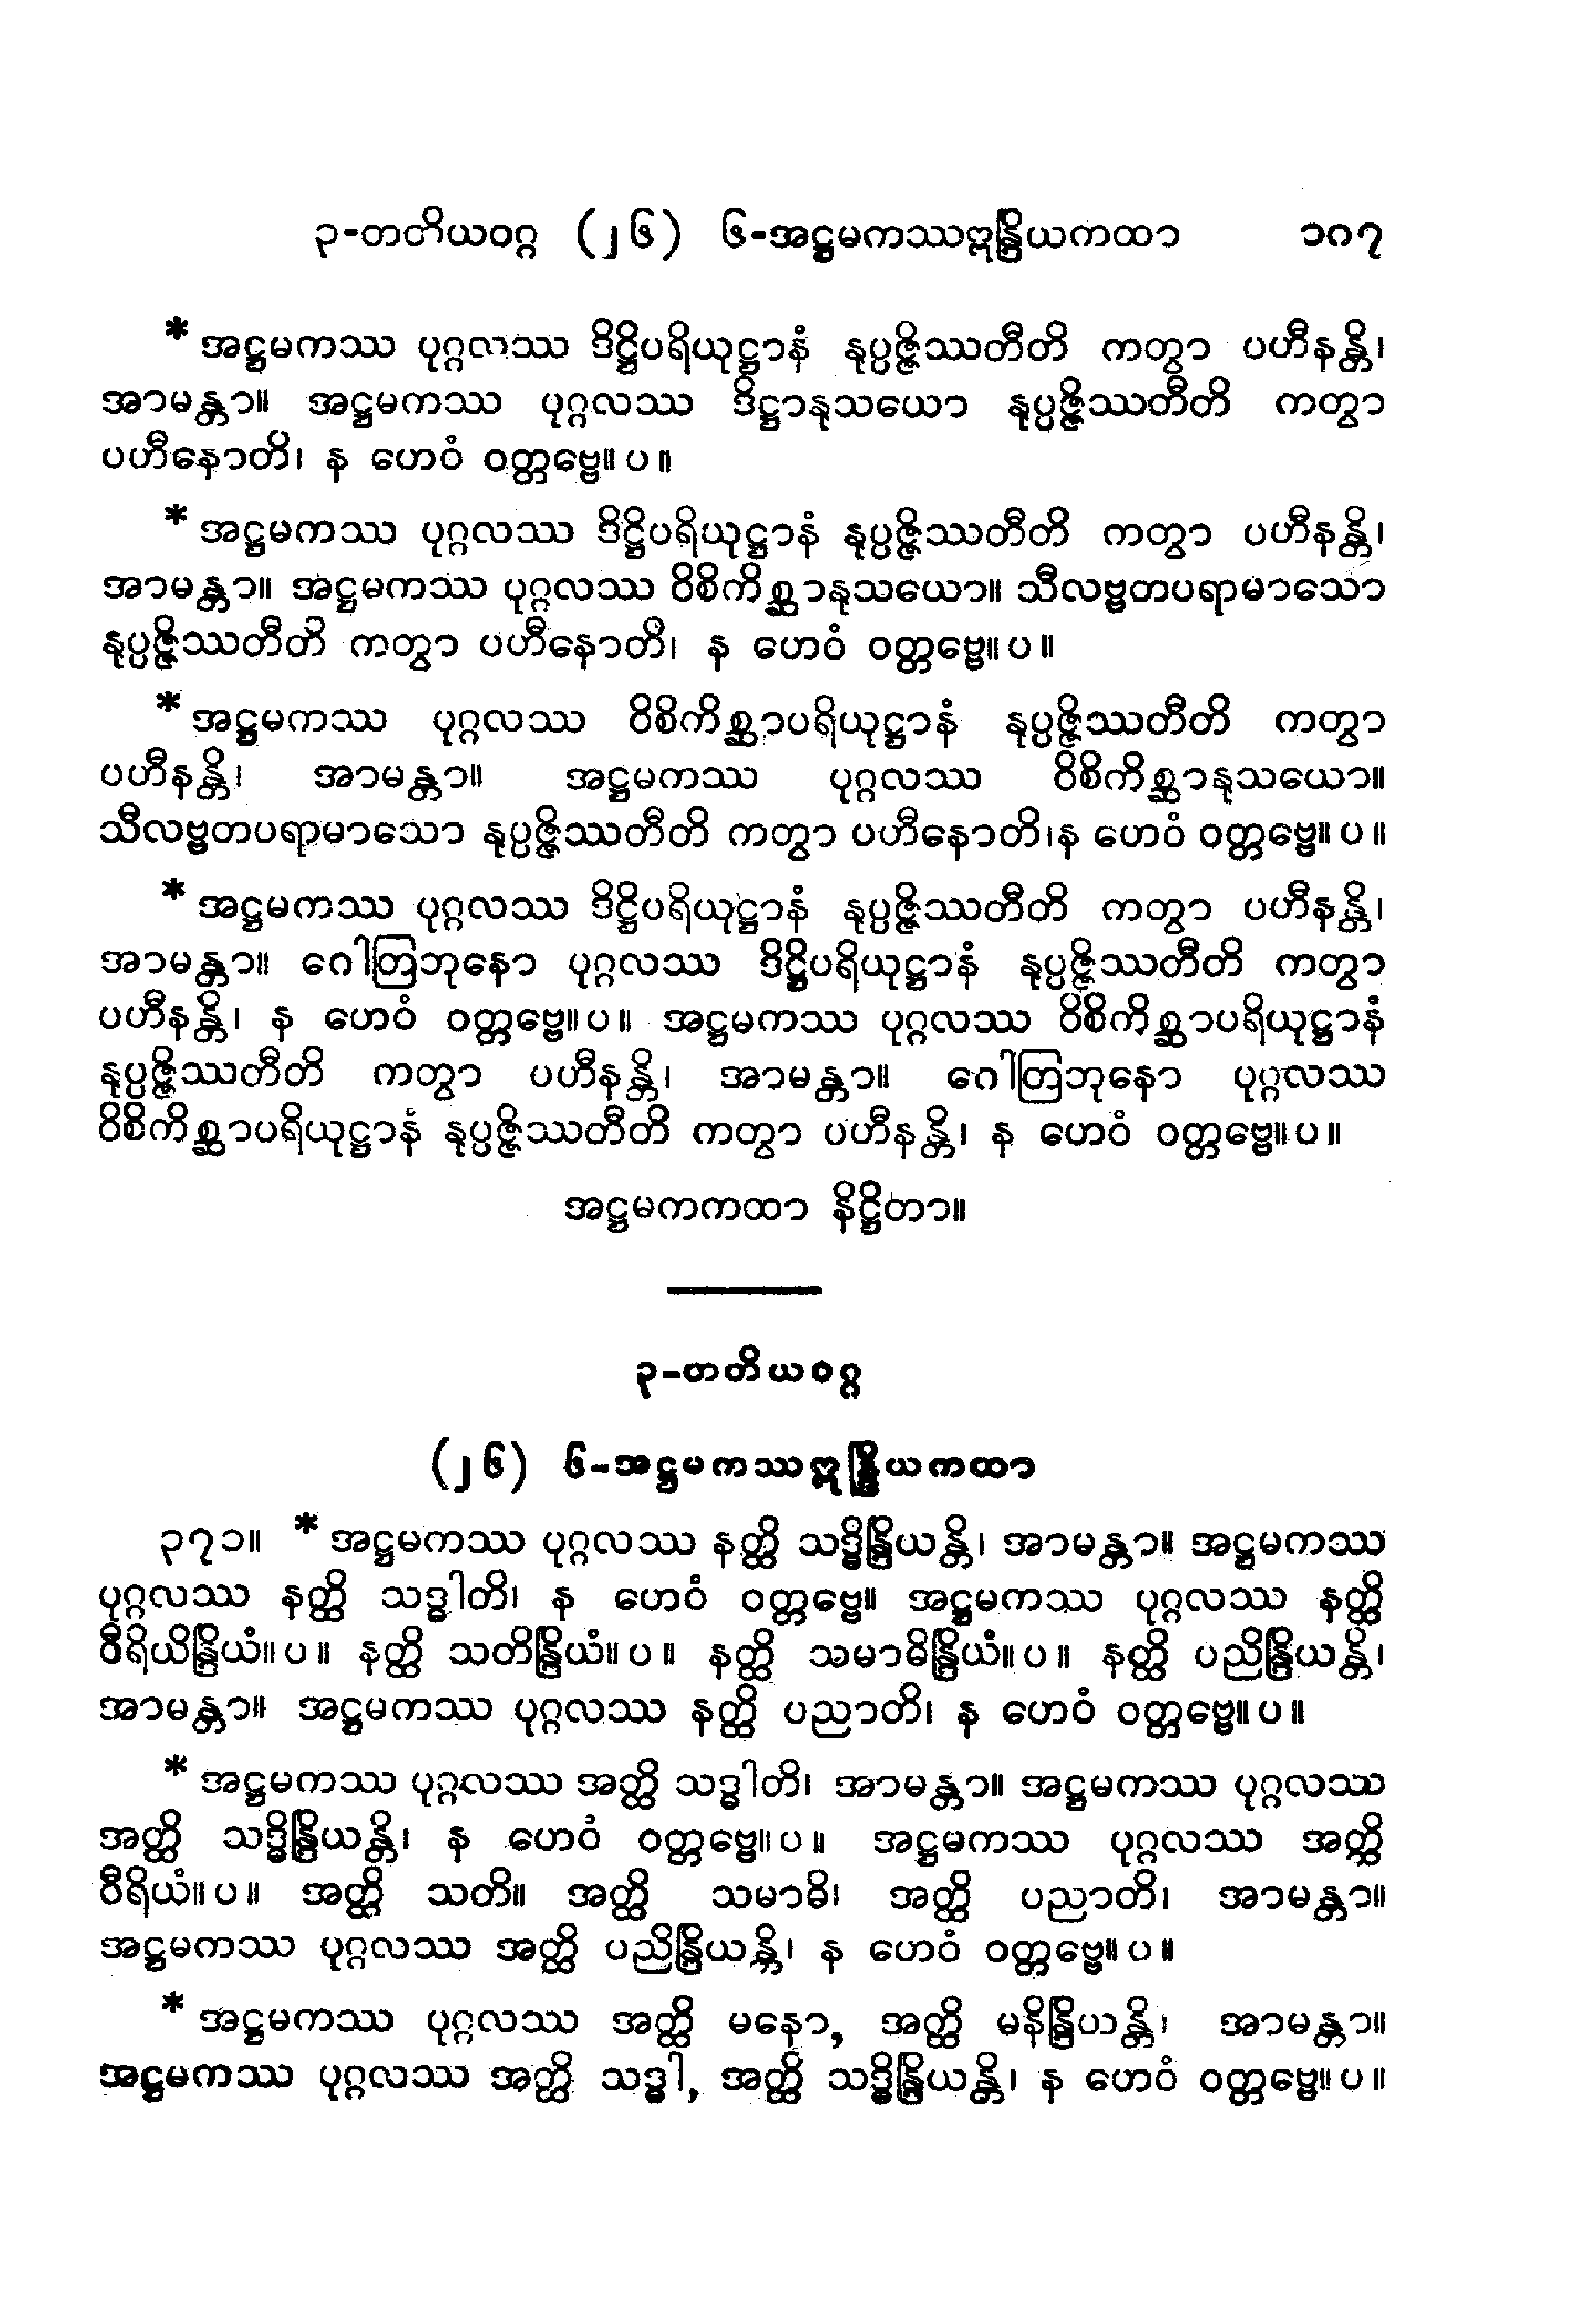 ၃-တတိယဝဂ္ဂ (၂၆) ၆-အဋ္ဌမကဿဣန္ဒြိယကထာ ၁၈၇
* အဋ္ဌမကဿ ပုဂ္ဂလဿ ဒိဋ္ဌိပရိယုဋ္ဌာနံ နုပ္ပဇ္ဇိဿတီတိ ကတွာ ပဟီနန္တိ၊
အာမန္တာ။ အဋ္ဌမကဿ ပုဂ္ဂလဿ ဒိဋ္ဌာနုသယော နုပ္ပဇ္ဇိဿတီတိ ကတွာ
ပဟီနောတိ၊ န ဟေဝံ ဝတ္တဗ္ဗေ။ပ။
* အဋ္ဌမကဿ ပုဂ္ဂလဿ ဒိဋ္ဌိပရိယုဋ္ဌာနံ နုပ္ပဇ္ဇိဿတီတိ ကတွာ ပဟီနန္တိ၊
အာမန္တာ။ အဋ္ဌမကဿ ပုဂ္ဂလဿ ဝိစိကိစ္ဆာနုသယော။ သီလဗ္ဗတပရာမာသော
နုပ္ပဇ္ဇိဿတီတိ ကတွာ ပဟီနောတိ၊ န ဟေဝံ ဝတ္တဗ္ဗေ။ပ။
* အဋ္ဌမကဿ ပုဂ္ဂလဿ ဝိစိကိစ္ဆာပရိယုဋ္ဌာနံ နုပ္ပဇ္ဇိဿတီတိ ကတွာ
ပဟီနန္တိ၊ အာမန္တာ။ အဋ္ဌမကဿ ပုဂ္ဂလဿ ဝိစိကိစ္ဆာနုသယော။
သီလဗ္ဗတပရာမာသော နုပ္ပဇ္ဇိဿတီတိ ကတွာ ပဟီနောတိ၊န ဟေဝံ ဝတ္တဗ္ဗေ။ပ။
* အဋ္ဌမကဿ ပုဂ္ဂလဿ ဒိဋ္ဌိပရိယုဋ္ဌာနံ နုပ္ပဇ္ဇိဿတီတိ ကတွာ ပဟီနန္တိ၊
အာမန္တာ။ ဂေါတြဘုနော ပုဂ္ဂလဿ ဒိဋ္ဌိပရိယုဋ္ဌာနံ နုပ္ပဇ္ဇိဿတီတိ ကတွာ
ပဟီနန္တိ၊ န ဟေဝံ ဝတ္တဗ္ဗေ။ပ။ အဋ္ဌမကဿ ပုဂ္ဂလဿ ဝိစိကိစ္ဆာပရိယုဋ္ဌာနံ
နုပ္ပဇ္ဇိဿတီတိ ကတွာ ပဟီနန္တိ၊ အာမန္တာ။ ဂေါတြဘုနော ပုဂ္ဂလဿ
ဝိစိကိစ္ဆာပရိယုဋ္ဌာနံ နုပ္ပဇ္ဇိဿတီတိ ကတွာ ပဟီနန္တိ၊ န ဟေဝံ ဝတ္တဗ္ဗေ။ပ။
အဋ္ဌမကကထာ နိဋ္ဌိတာ။
၃-တတိယဝဂ္ဂ
(၂၆) ၆-အဋ္ဌမကဿဣန္ဒြိယကထာ
၃၇၁။ * အဋ္ဌမကဿ ပုဂ္ဂလဿ နတ္ထိ သဒ္ဓိန္ဒြိယန္တိ၊ အာမန္တာ။ အဋ္ဌမကဿ
ပုဂ္ဂလဿ နတ္ထိ သဒ္ဓါတိ၊ န ဟေဝံ ဝတ္တဗ္ဗေ။ အဋ္ဌမကဿ ပုဂ္ဂလဿ နတ္ထိ
ဝီရိယိန္ဒြိယံ။ပ။ နတ္ထိ သတိန္ဒြိယံ။ပ။ နတ္ထိ သမာဓိန္ဒြိယံ။ပ။ နတ္ထိ ပညိန္ဒြိယန္တိ၊
အာမန္တာ။ အဋ္ဌမကဿ ပုဂ္ဂလဿ နတ္ထိ ပညာတိ၊ န ဟေဝံ ဝတ္တဗ္ဗေ။ပ။
* အဋ္ဌမကဿ ပုဂ္ဂလဿ အတ္ထိ သဒ္ဓါတိ၊ အာမန္တာ။ အဋ္ဌမကဿ ပုဂ္ဂလဿ
အတ္ထိ သဒ္ဓိန္ဒြိယန္တိ၊ န ဟေဝံ ဝတ္တဗ္ဗေ။ပ။ အဋ္ဌမကဿ ပုဂ္ဂလဿ အတ္ထိ
ဝီရိယံ။ပ။ အတ္ထိ သတိ။ အတ္ထိ သမာဓိ၊ အတ္ထိ ပညာတိ၊ အာမန္တာ။
အဋ္ဌမကဿ ပုဂ္ဂလဿ အတ္ထိ ပညိန္ဒြိယန္တိ၊ န ဟေဝံ ဝတ္တဗ္ဗေ။ပ။
* အဋ္ဌမကဿ ပုဂ္ဂလဿ အတ္ထိ မနော, အတ္ထိ မနိန္ဒြိယန္တိ၊ အာမန္တာ။
အဋ္ဌမကဿ ပုဂ္ဂလဿ အတ္ထိ သဒ္ဓါ, အတ္ထိ သဒ္ဓိန္ဒြိယန္တိ၊ န ဟေဝံ ဝတ္တဗ္ဗေ။ပ။